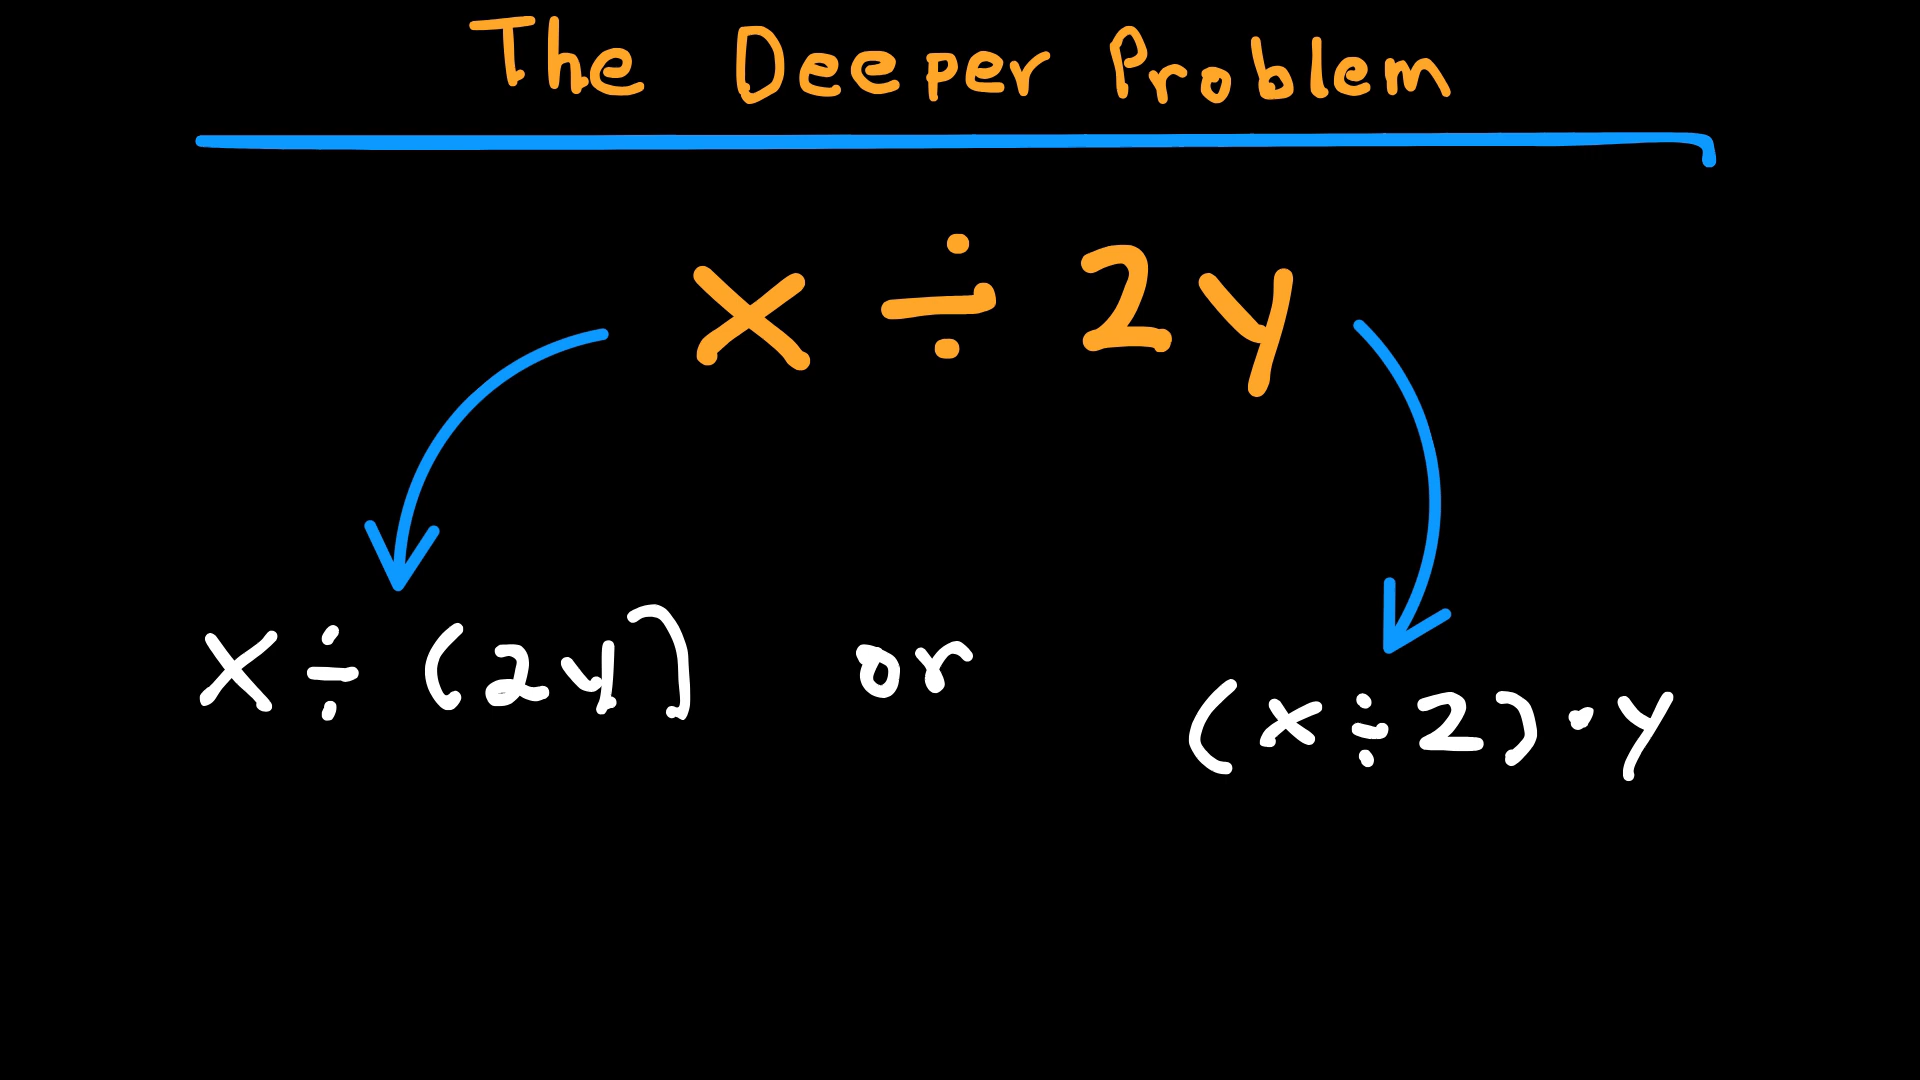 The Deeper Problem
x ÷ 2y
x ÷ (2y) or (x ÷ 2) · y